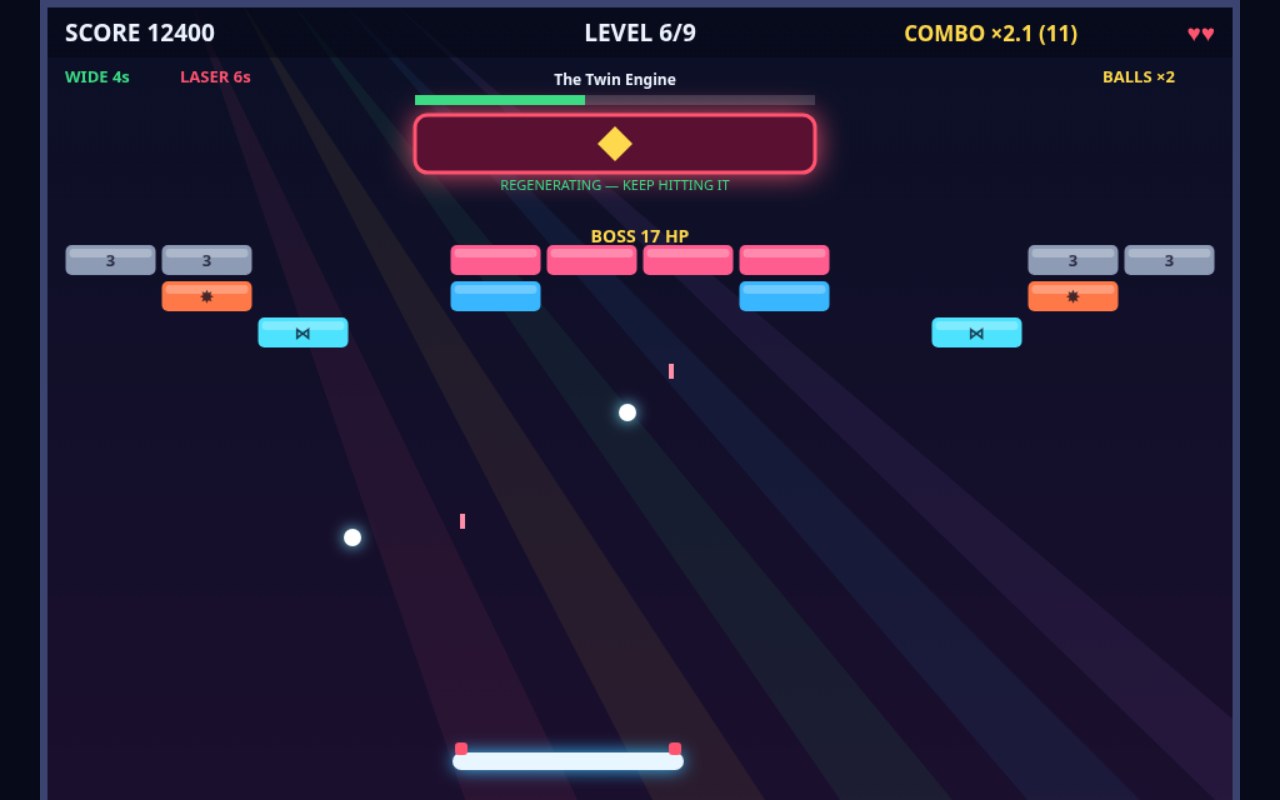 SCORE 12400 LEVEL 6/9 COMBO ×2.1 (11) ♥♥
WIDE 4s LASER 6s The Twin Engine BALLS ×2
REGENERATING — KEEP HITTING IT
BOSS 17 HP
3 3 3 3